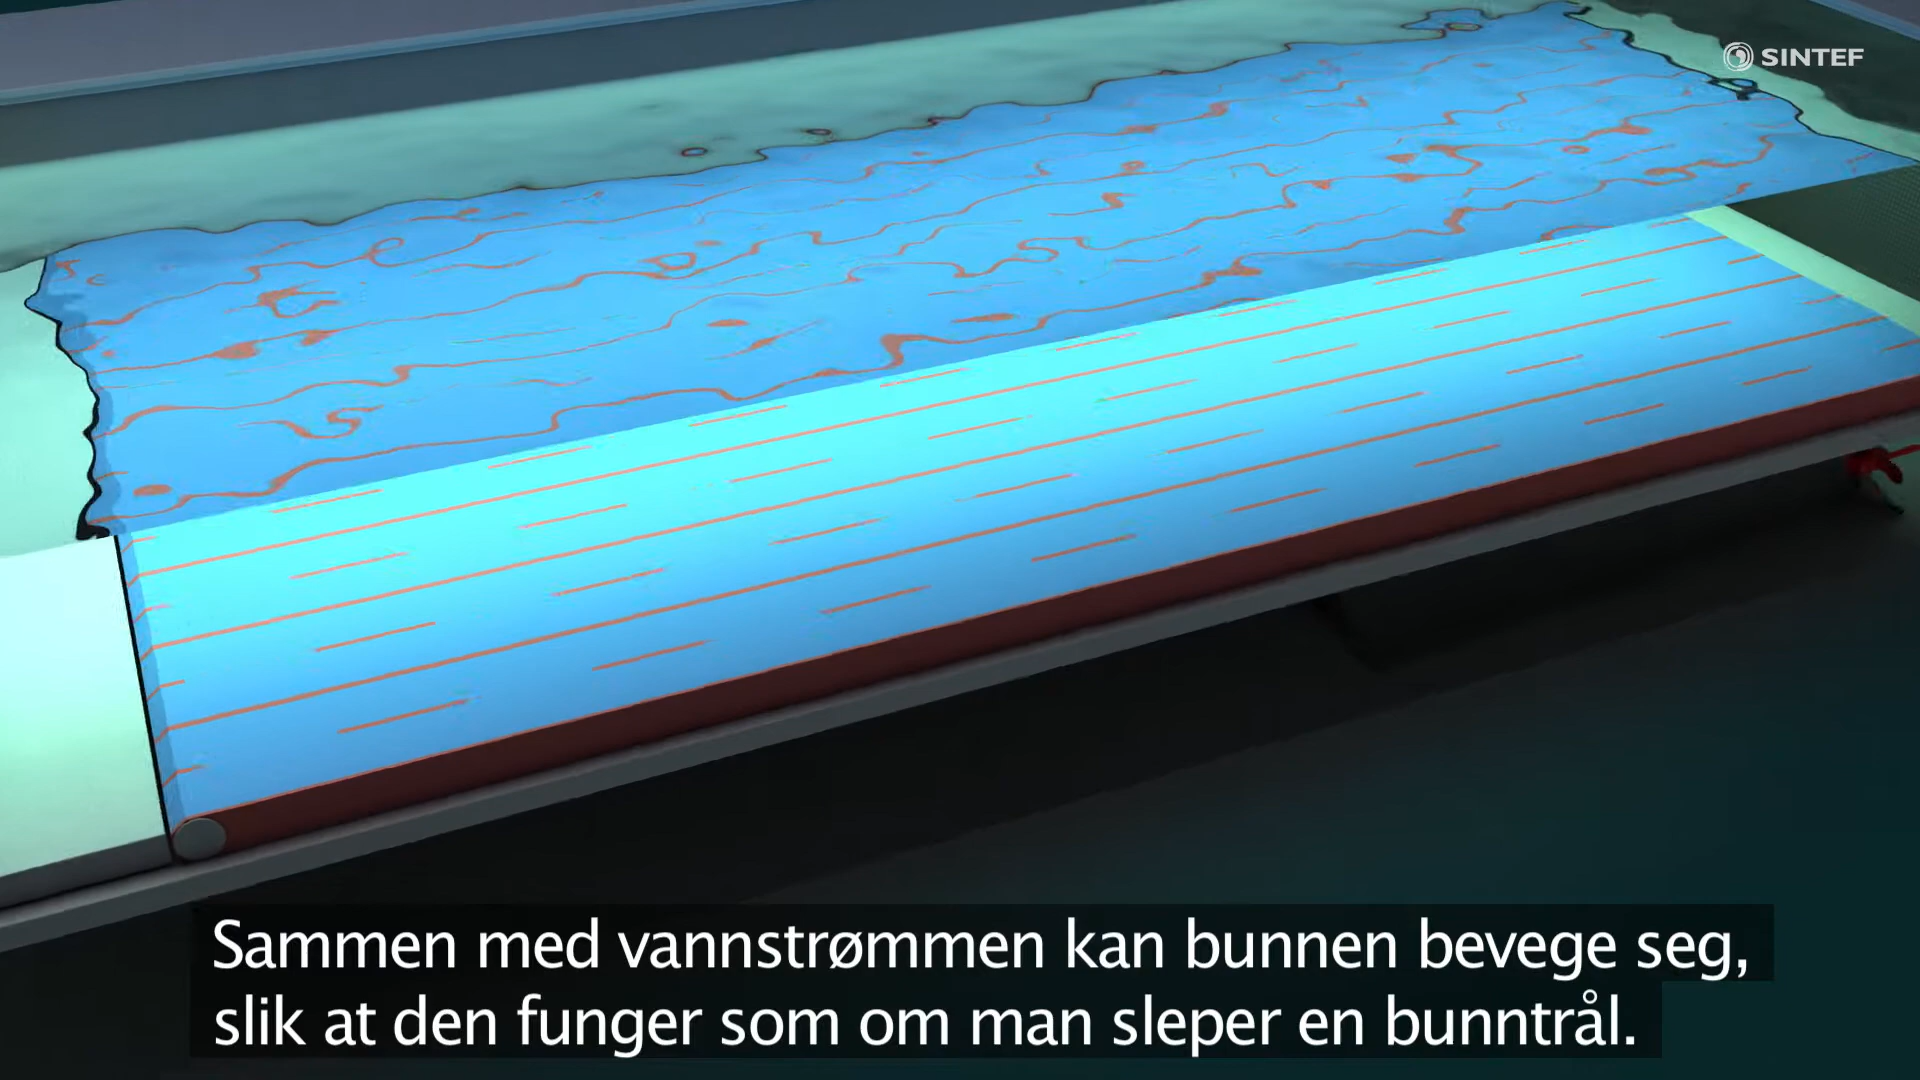 SINTEF
Sammen med vannstrømmen kan bunnen bevege seg,
slik at den funger som om man sleper en bunntrål.